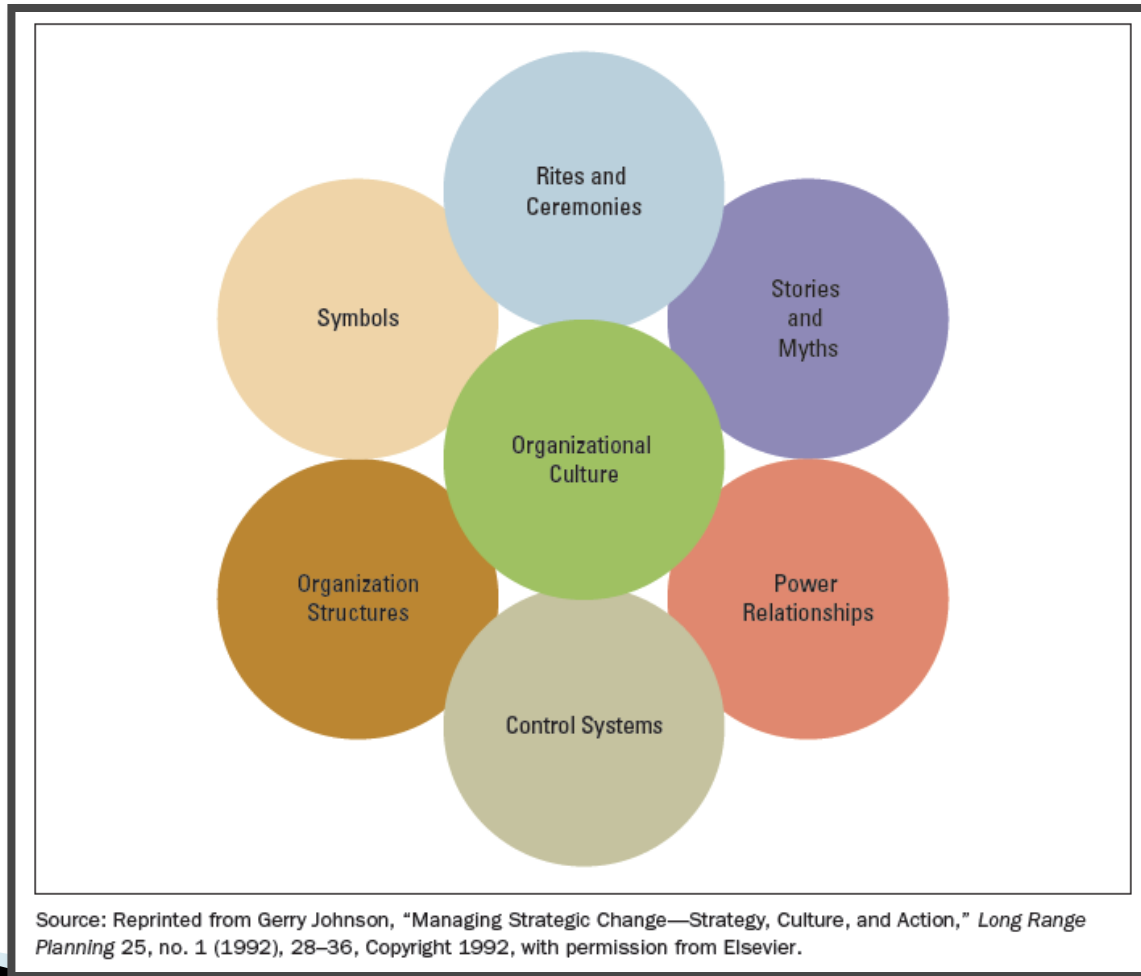 Rites and
Ceremonies
Symbols
Stories
and
Myths
Organizational
Culture
Organization
Structures
Power
Relationships
Control Systems
Source: Reprinted from Gerry Johnson, “Managing Strategic Change—Strategy, Culture, and Action,” Long Range
Planning 25, no. 1 (1992), 28–36, Copyright 1992, with permission from Elsevier.